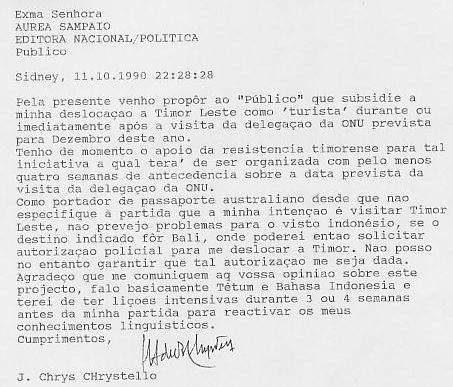 Exma Senhora
AUREA SAMPAIO
EDITORA NACIONAL/POLITICA
Publico
Sidney, 11.10.1990 22:28:28
Pela presente venho propôr ao "Público" que subsidie a
minha deslocaçao a Timor Leste como 'turista' durante ou
imediatamente após a visita da delegaçao da ONU prevista
para Dezembro deste ano.
Tenho de momento o apoio da resistencia timorense para tal
iniciativa a qual tera' de ser organizada com pelo menos
quatro semanas de antecedencia sobre a data prevista da
visita da delegaçao da ONU.
Como portador de passaporte australiano desde que nao
especifique à partida que a minha intençao é visitar Timor
Leste, nao prevejo problemas para o visto indonésio, se o
destino indicado fôr Bali, onde poderei entao solicitar
autorizaçao policial para me deslocar a Timor. Nao posso
no entanto garantir que tal autorizaçao me seja dada.
Agradeço que me comuniquem aq vossa opiniao sobre este
projecto, falo basicamente Tétum e Bahasa Indonesia e
terei de ter liçoes intensivas durante 3 ou 4 semanas
antes da minha partida para reactivar os meus
conhecimentos linguisticos.
Cumprimentos,
J. Chrys CHrystello